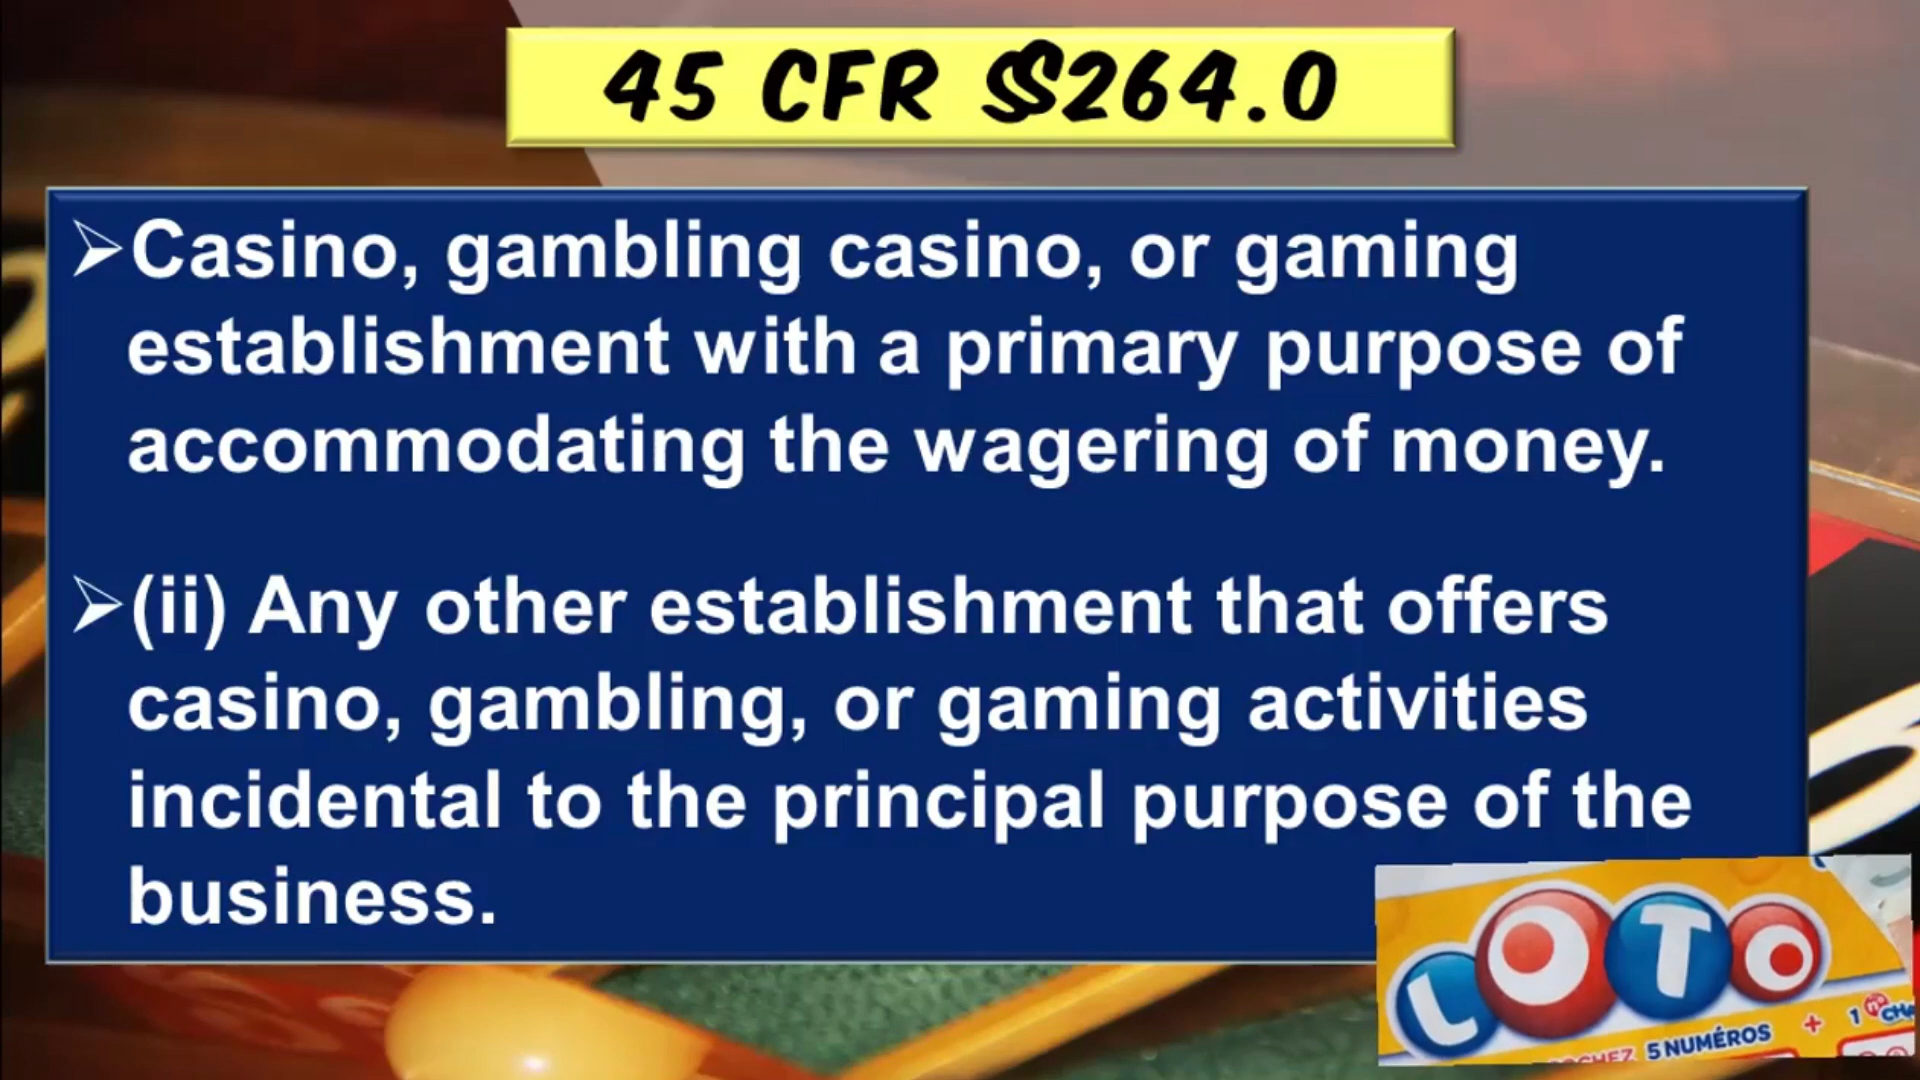 45 CFR §264.0
➢Casino, gambling casino, or gaming
establishment with a primary purpose of
accommodating the wagering of money.
➢(ii) Any other establishment that offers
casino, gambling, or gaming activities
incidental to the principal purpose of the
business.
LOTO
5 NUMÉROS + 1